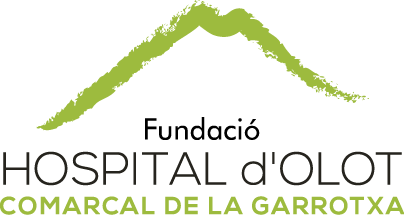 Fundació
HOSPITAL d'OLOT
COMARCAL DE LA GARROTXA